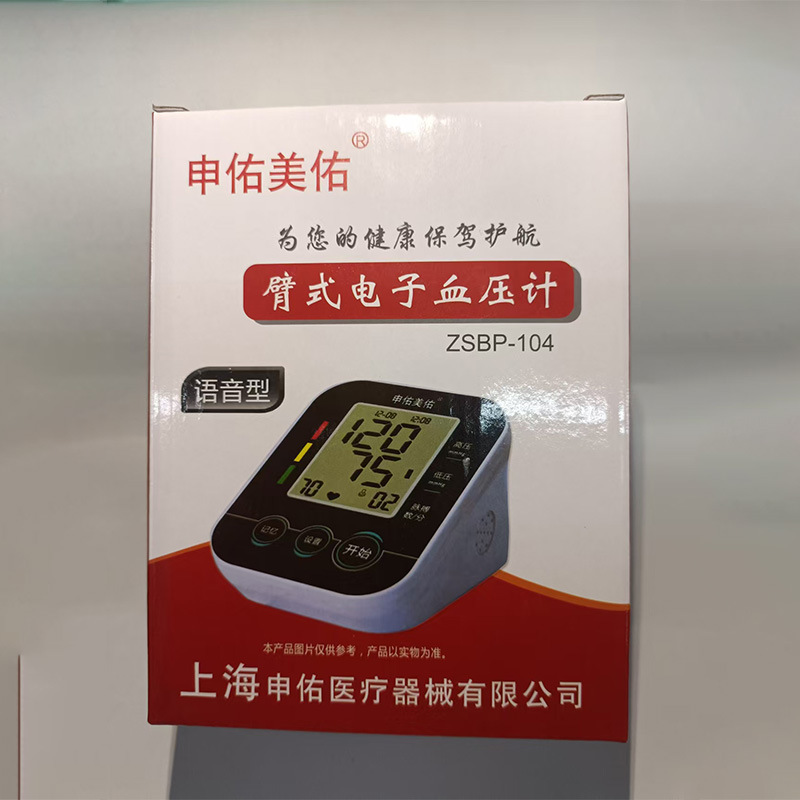 申佑美佑®
为您的健康保驾护航
臂式电子血压计
ZSBP-104
语音型
申佑美佑
12-08 12:08
120
高压
75
低压
70
02
脉搏
数/分
记忆
设置
开始
本产品图片仅供参考，产品以实物为准。
上海申佑医疗器械有限公司